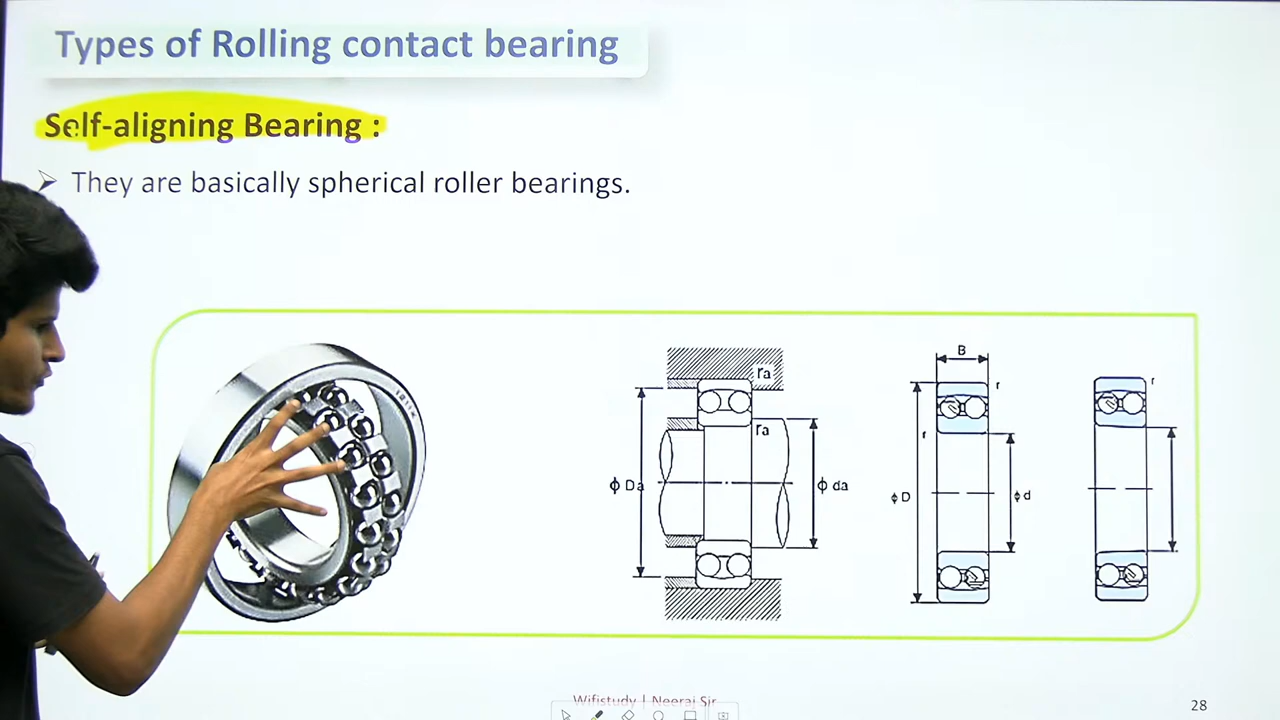 Types of Rolling contact bearing
Self-aligning Bearing :
➢ They are basically spherical roller bearings.
B
ra
r
r
ra
r
ϕ Da
ϕ da
ϕ D
ϕ d
Wifistudy | Neeraj Sir
28